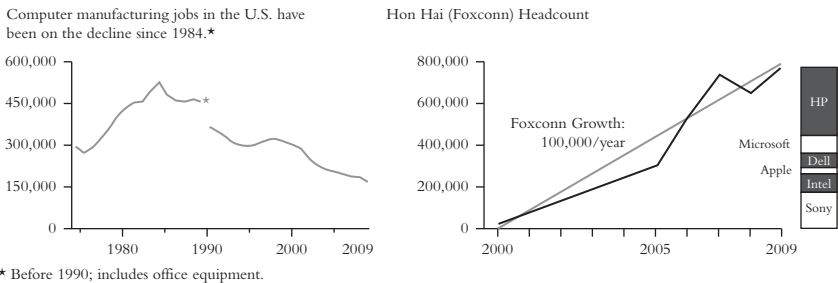 Computer manufacturing jobs in the U.S. have
been on the decline since 1984.★
600,000
450,000
300,000
150,000
0
★
1980
1990
2000
2009
★ Before 1990; includes office equipment.
Hon Hai (Foxconn) Headcount
800,000
600,000
400,000
200,000
0
Foxconn Growth:
100,000/year
2000
2005
2009
HP
Microsoft
Dell
Apple
Intel
Sony